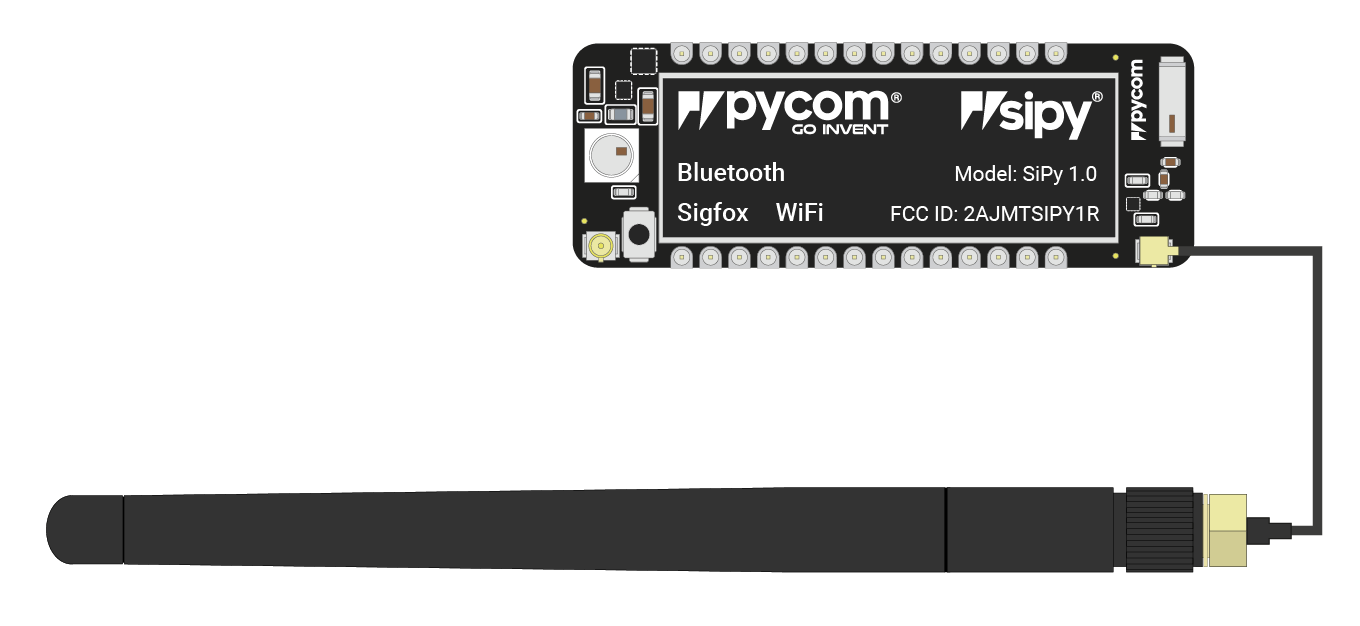 pycom®
GO INVENT
sipy®
Bluetooth
Model: SiPy 1.0
Sigfox WiFi
FCC ID: 2AJMTSIPY1R
pycom